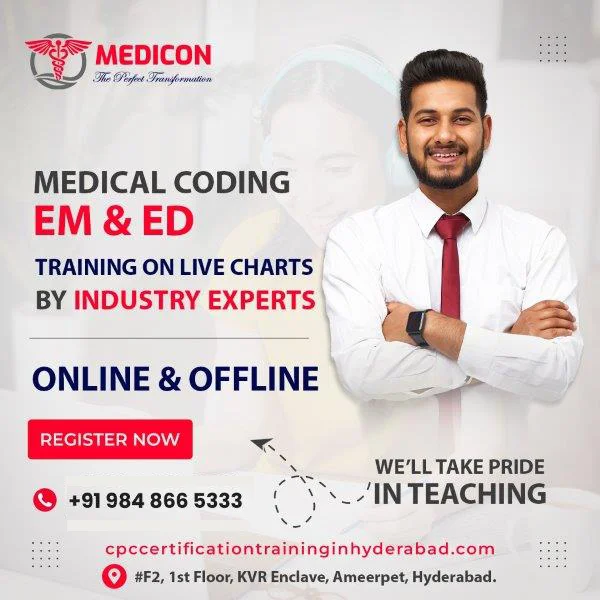 MEDICON
The Perfect Transformation
MEDICAL CODING
EM & ED
TRAINING ON LIVE CHARTS
BY INDUSTRY EXPERTS
ONLINE & OFFLINE
REGISTER NOW
+91 984 866 5333
WE'LL TAKE PRIDE
IN TEACHING
cpccertificationtraininginhyderabad.com
#F2, 1st Floor, KVR Enclave, Ameerpet, Hyderabad.